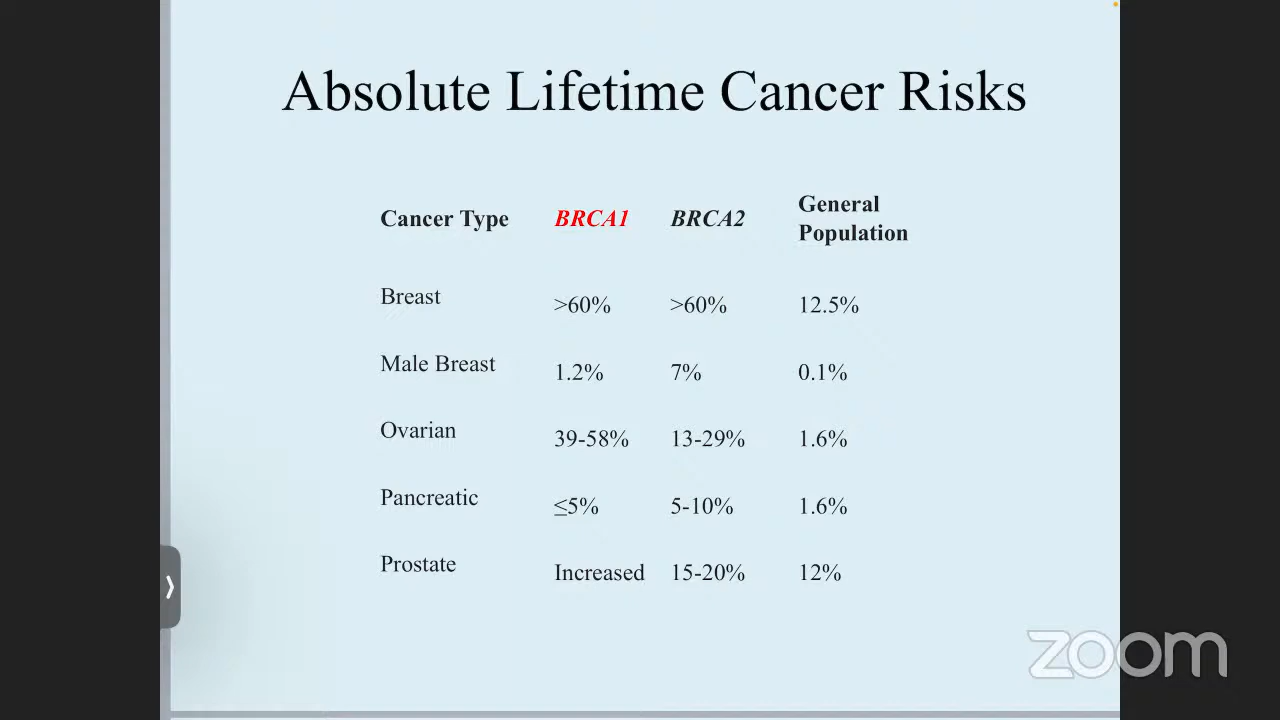 Absolute Lifetime Cancer Risks
Cancer Type BRCA1 BRCA2 General Population
Breast >60% >60% 12.5%
Male Breast 1.2% 7% 0.1%
Ovarian 39-58% 13-29% 1.6%
Pancreatic ≤5% 5-10% 1.6%
Prostate Increased 15-20% 12%
zoom